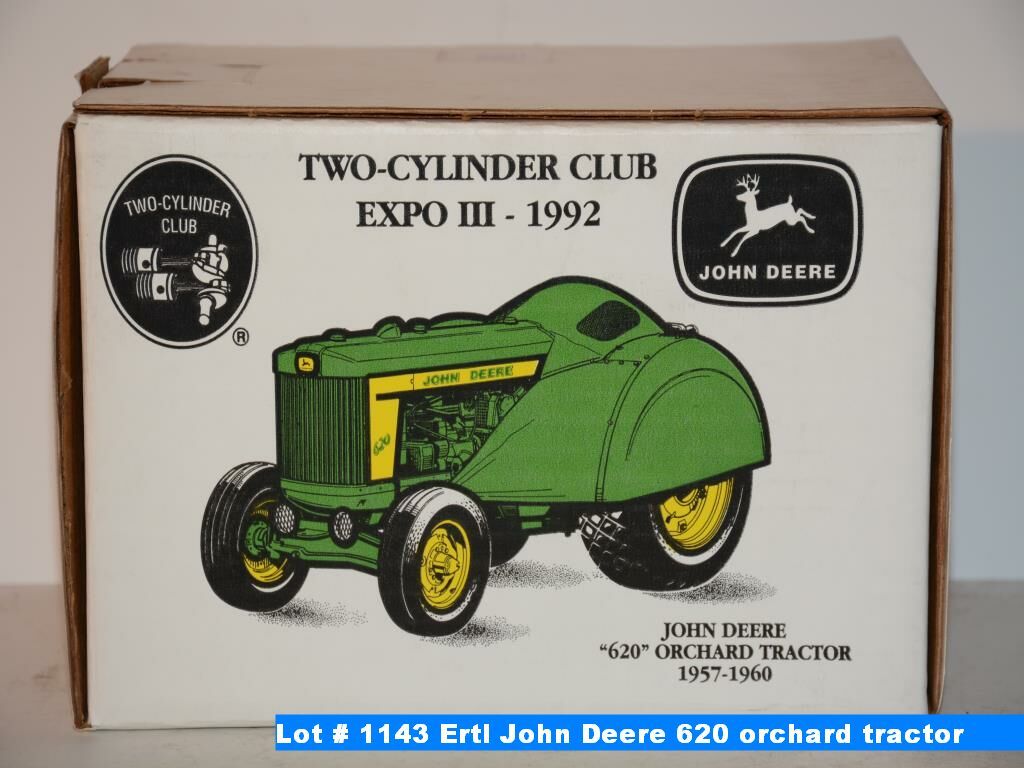 TWO-CYLINDER CLUB
EXPO III - 1992
TWO-CYLINDER
CLUB
®
JOHN DEERE
JOHN DEERE
620
JOHN DEERE
"620" ORCHARD TRACTOR
1957-1960
Lot # 1143 Ertl John Deere 620 orchard tractor